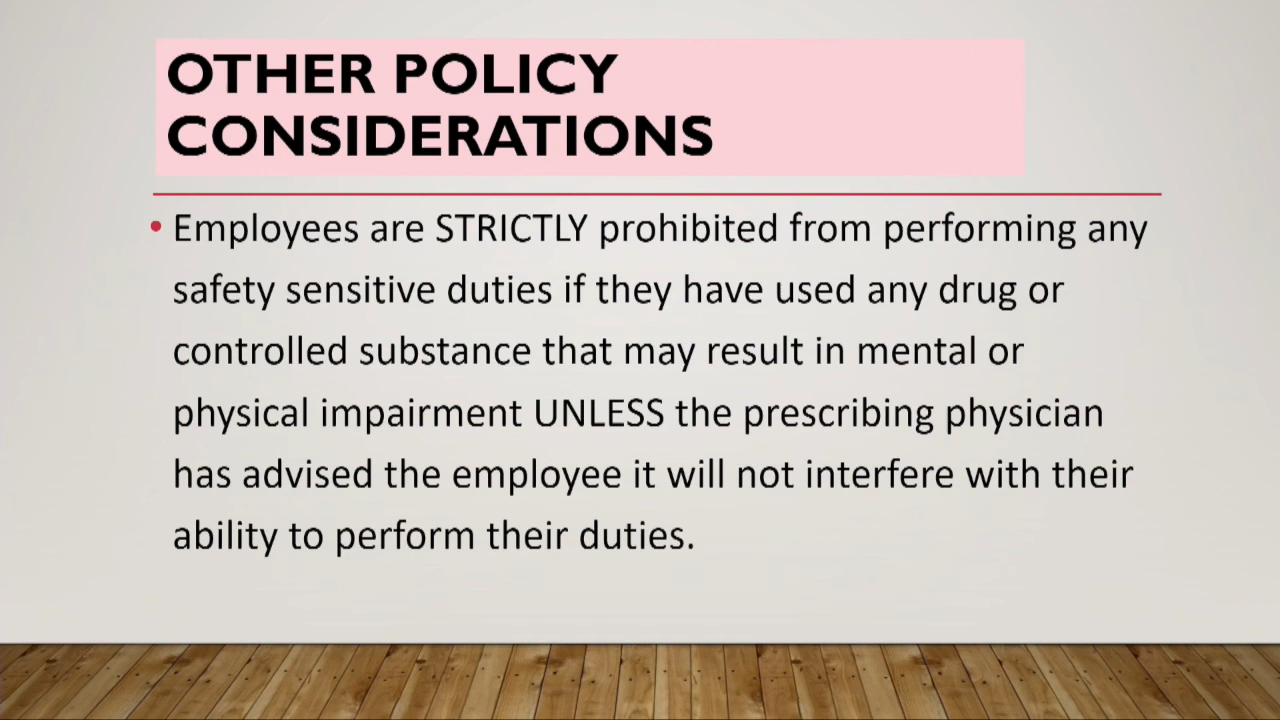 OTHER POLICY
CONSIDERATIONS
• Employees are STRICTLY prohibited from performing any
safety sensitive duties if they have used any drug or
controlled substance that may result in mental or
physical impairment UNLESS the prescribing physician
has advised the employee it will not interfere with their
ability to perform their duties.